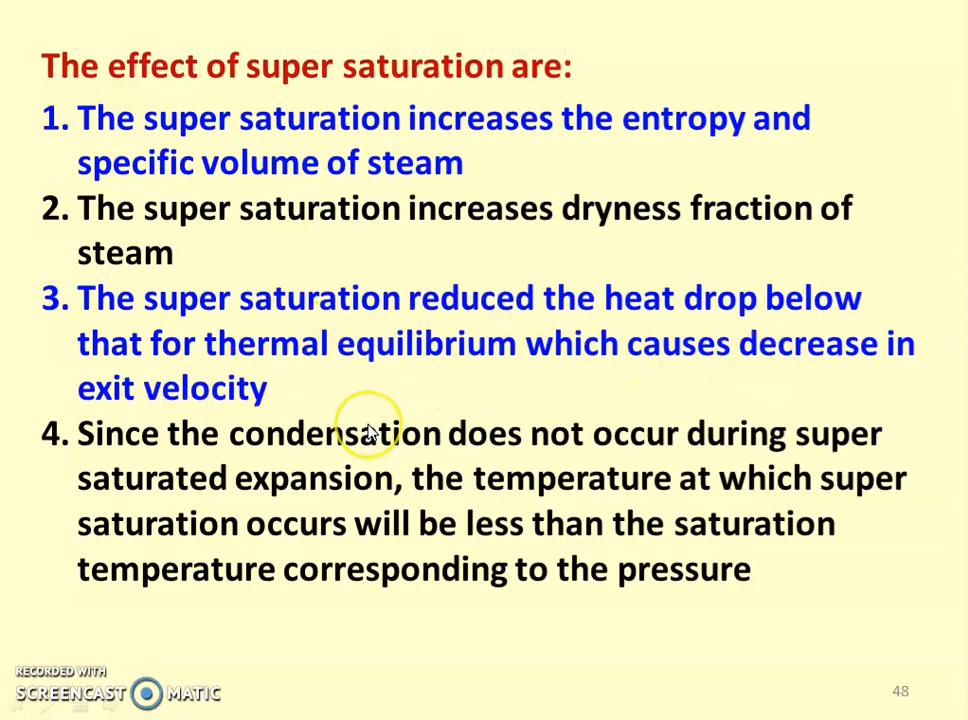 The effect of super saturation are:
1. The super saturation increases the entropy and
specific volume of steam
2. The super saturation increases dryness fraction of
steam
3. The super saturation reduced the heat drop below
that for thermal equilibrium which causes decrease in
exit velocity
4. Since the condensation does not occur during super
saturated expansion, the temperature at which super
saturation occurs will be less than the saturation
temperature corresponding to the pressure
RECORDED WITH
SCREENCAST MATIC
48